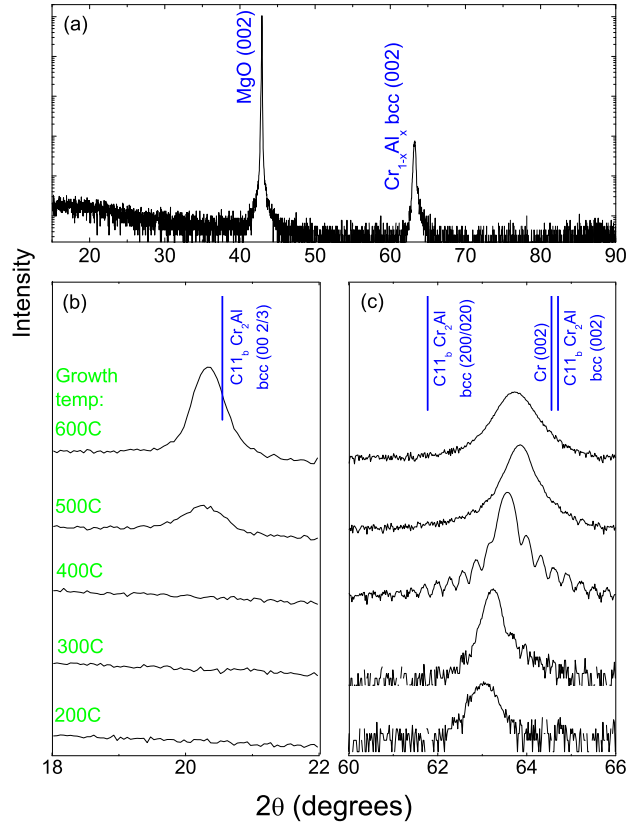 (a)
MgO (002)
Cr1-xAlx bcc (002)
20
30
40
50
60
70
80
90
Intensity
(b)
C11b Cr2Al
bcc (00 2/3)
Growth
temp:
600C
500C
400C
300C
200C
18
20
22
(c)
C11b Cr2Al
bcc (200/020)
Cr (002)
C11b Cr2Al
bcc (002)
60
62
64
66
2θ (degrees)